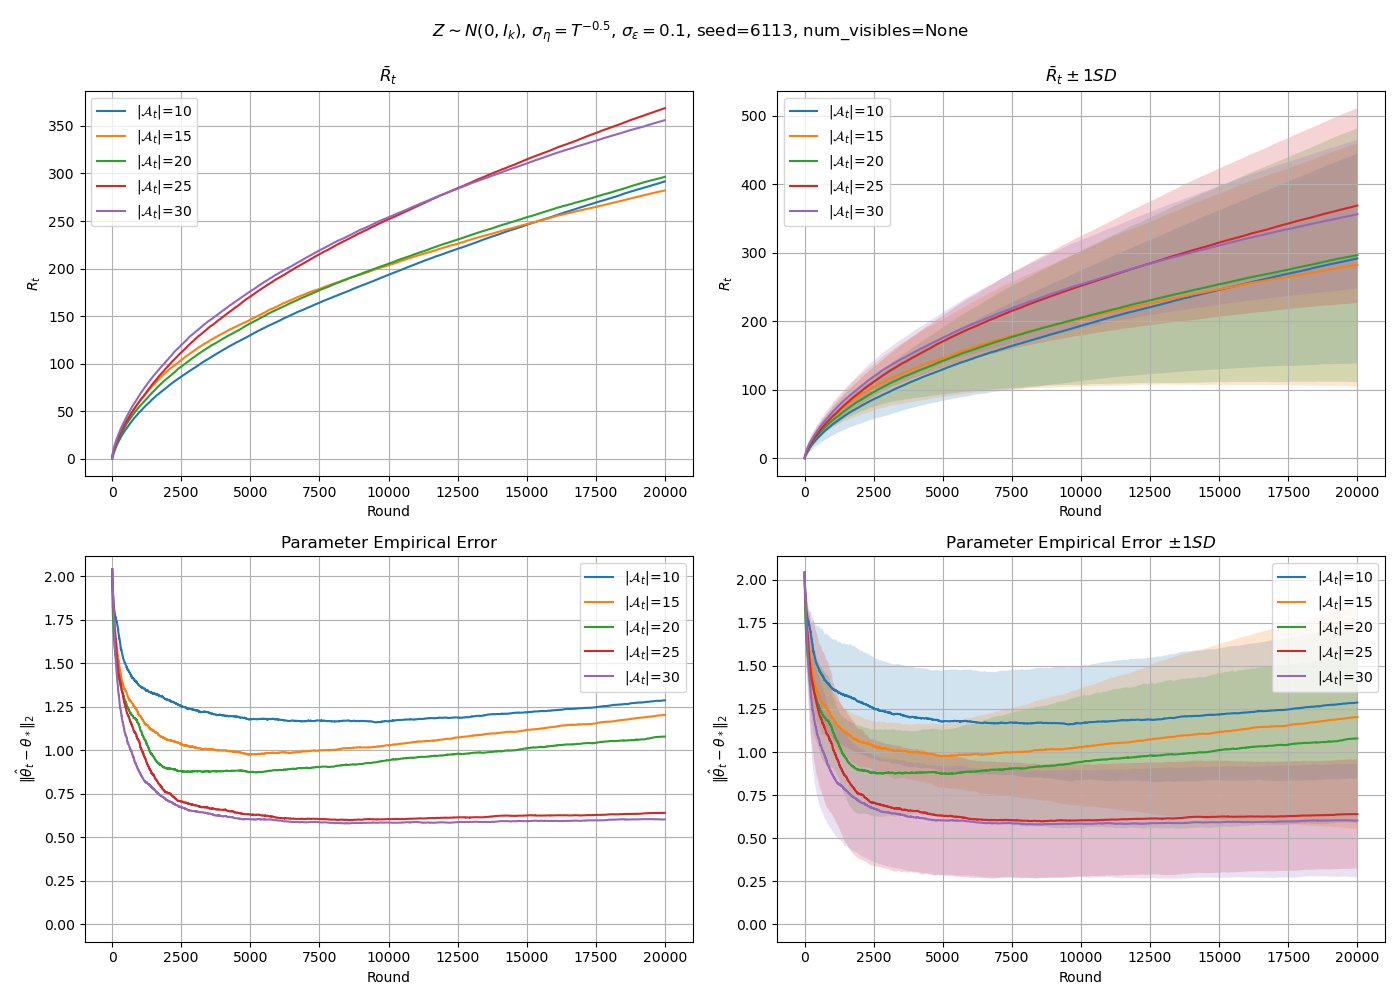 Z ~ N(0, I_k), σ_η = T^{-0.5}, σ_ε = 0.1, seed=6113, num_visibles=None
R̄_t
R_t
350
300
250
200
150
100
50
0
|𝒜_t|=10
|𝒜_t|=15
|𝒜_t|=20
|𝒜_t|=25
|𝒜_t|=30
0 2500 5000 7500 10000 12500 15000 17500 20000
Round
R̄_t ± 1SD
R_t
500
400
300
200
100
0
|𝒜_t|=10
|𝒜_t|=15
|𝒜_t|=20
|𝒜_t|=25
|𝒜_t|=30
0 2500 5000 7500 10000 12500 15000 17500 20000
Round
Parameter Empirical Error
‖θ̂_t − θ_*‖_2
2.00
1.75
1.50
1.25
1.00
0.75
0.50
0.25
0.00
|𝒜_t|=10
|𝒜_t|=15
|𝒜_t|=20
|𝒜_t|=25
|𝒜_t|=30
0 2500 5000 7500 10000 12500 15000 17500 20000
Round
Parameter Empirical Error ±1SD
‖θ̂_t − θ_*‖_2
2.00
1.75
1.50
1.25
1.00
0.75
0.50
0.25
0.00
|𝒜_t|=10
|𝒜_t|=15
|𝒜_t|=20
|𝒜_t|=25
|𝒜_t|=30
0 2500 5000 7500 10000 12500 15000 17500 20000
Round